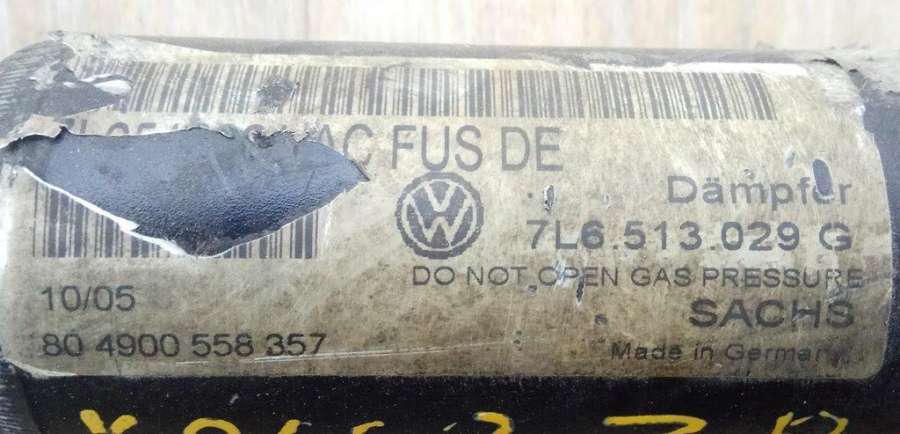 FUS DE
Dämpfer
7L6.513.029 G
DO NOT OPEN GAS PRESSURE
10/05
SACHS
80 4900 558 357
Made in Germany